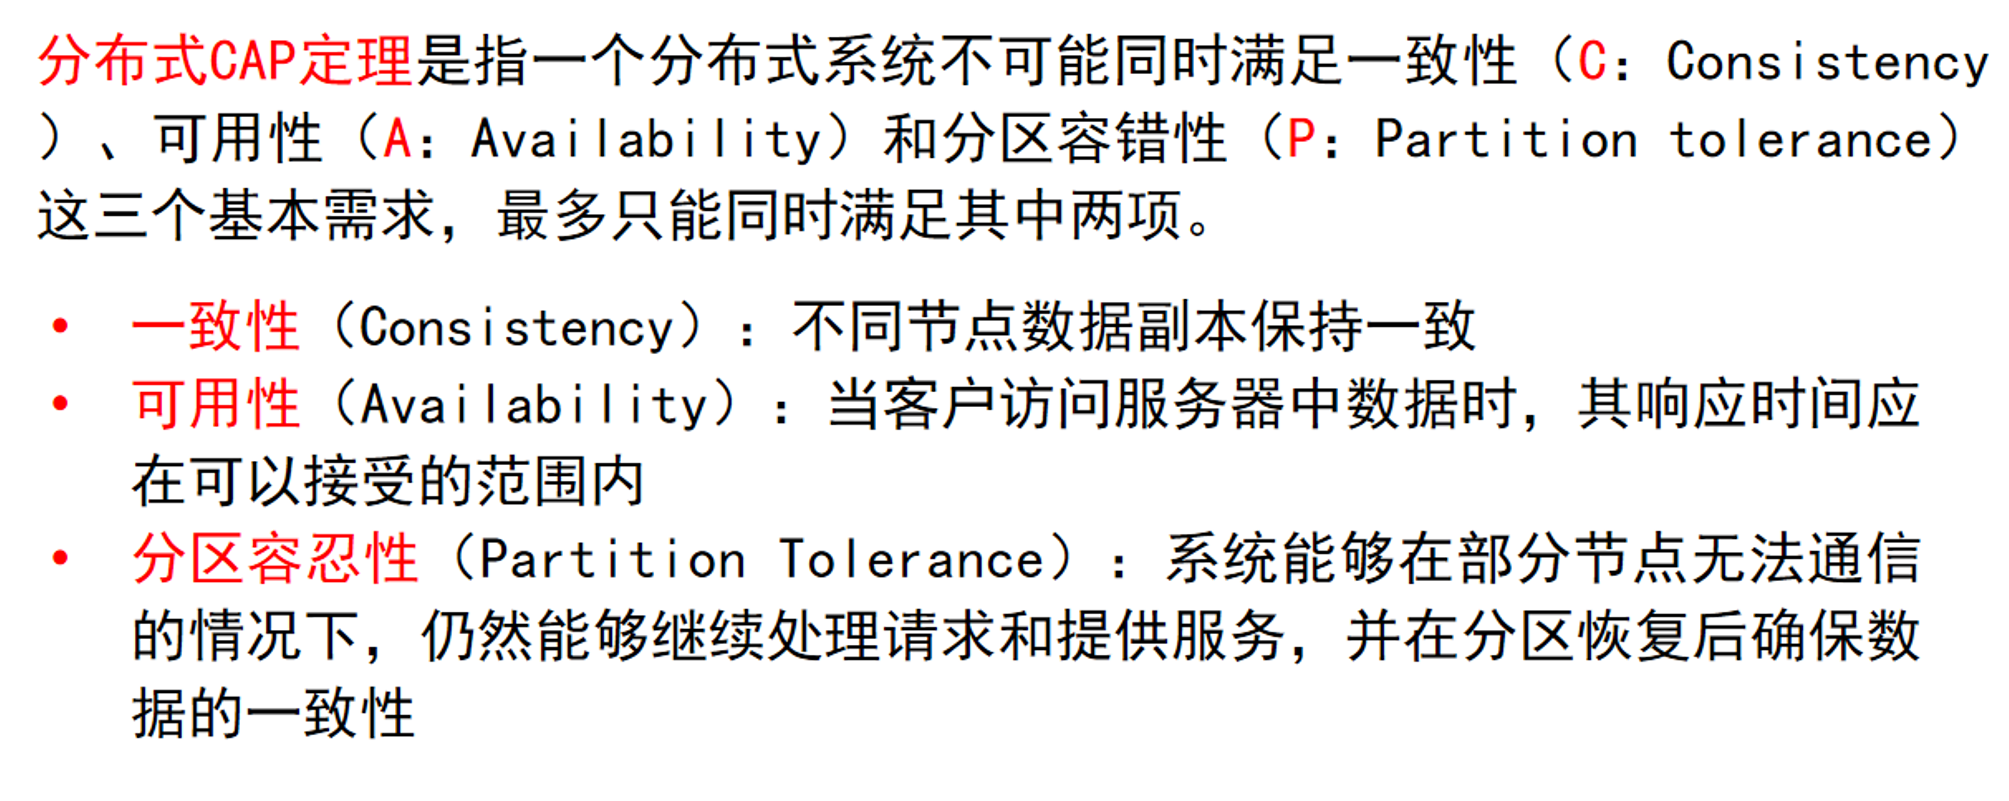 分布式CAP定理是指一个分布式系统不可能同时满足一致性（C：Consistency
）、可用性（A：Availability）和分区容错性（P：Partition tolerance）
这三个基本需求，最多只能同时满足其中两项。
• 一致性（Consistency）：不同节点数据副本保持一致
• 可用性（Availability）：当客户访问服务器中数据时，其响应时间应
在可以接受的范围内
• 分区容忍性（Partition Tolerance）：系统能够在部分节点无法通信
的情况下，仍然能够继续处理请求和提供服务，并在分区恢复后确保数
据的一致性